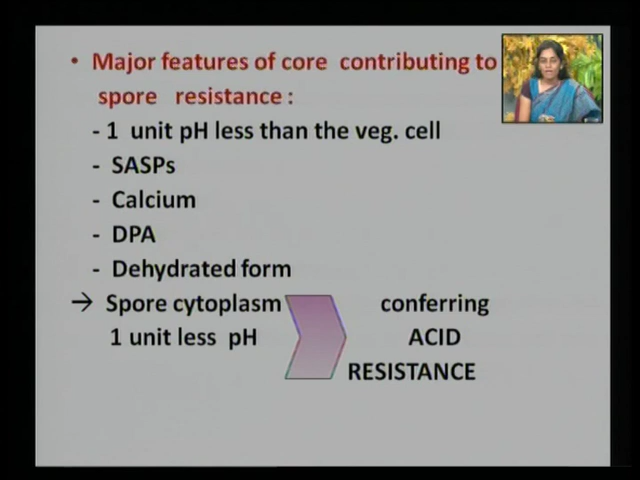 • Major features of core contributing to
spore resistance :
- 1 unit pH less than the veg. cell
- SASPs
- Calcium
- DPA
- Dehydrated form
→ Spore cytoplasm conferring
1 unit less pH ACID
RESISTANCE